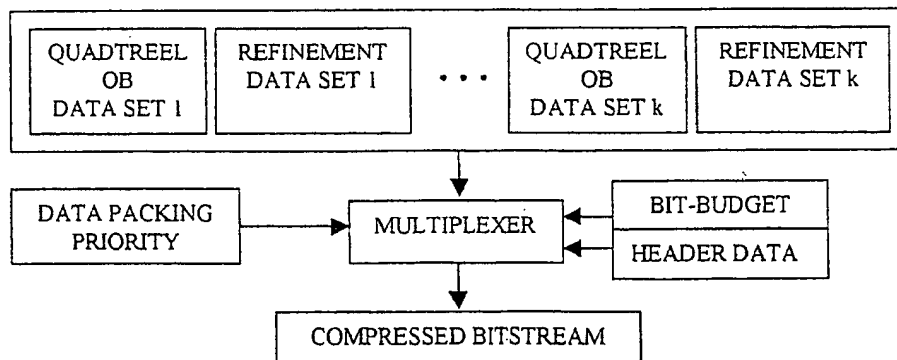 QUADTREEL
OB
DATA SET 1
REFINEMENT
DATA SET 1
• • •
QUADTREEL
OB
DATA SET k
REFINEMENT
DATA SET k
DATA PACKING
PRIORITY
MULTIPLEXER
BIT-BUDGET
HEADER DATA
COMPRESSED BITSTREAM